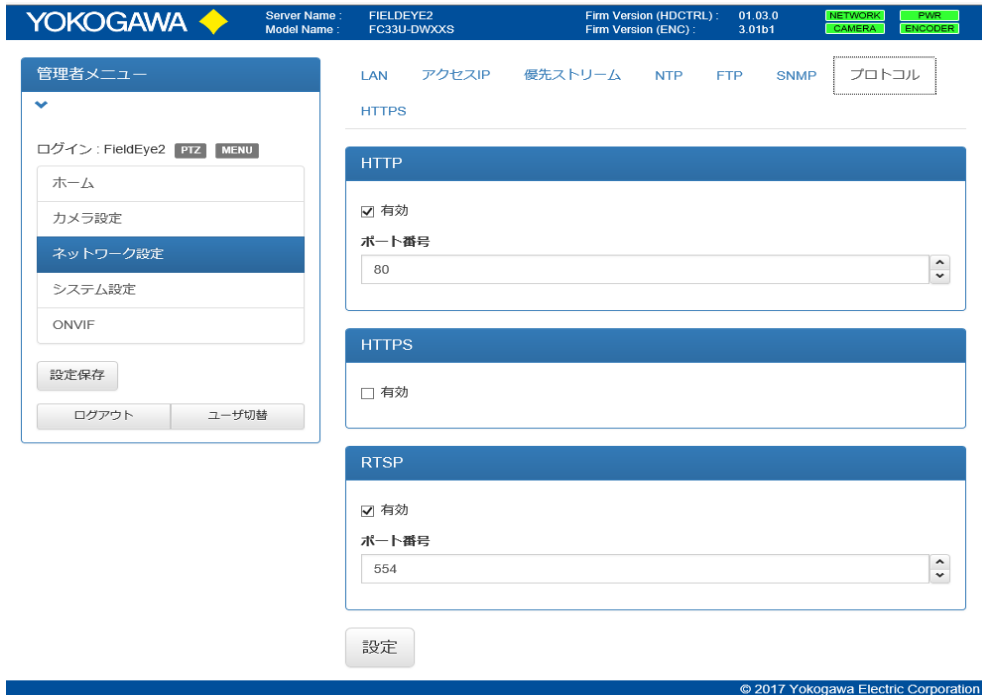 YOKOGAWA
Server Name : FIELDEYE2
Model Name : FC33U-DWXXS
Firm Version (HDCTRL) : 01.03.0
Firm Version (ENC) : 3.01b1
NETWORK PWR
CAMERA ENCODER
管理者メニュー
ログイン : FieldEye2 PTZ MENU
ホーム
カメラ設定
ネットワーク設定
システム設定
ONVIF
設定保存
ログアウト ユーザ切替
LAN アクセスIP 優先ストリーム NTP FTP SNMP プロトコル
HTTPS
HTTP
有効
ポート番号
80
HTTPS
有効
RTSP
有効
ポート番号
554
設定
© 2017 Yokogawa Electric Corporation